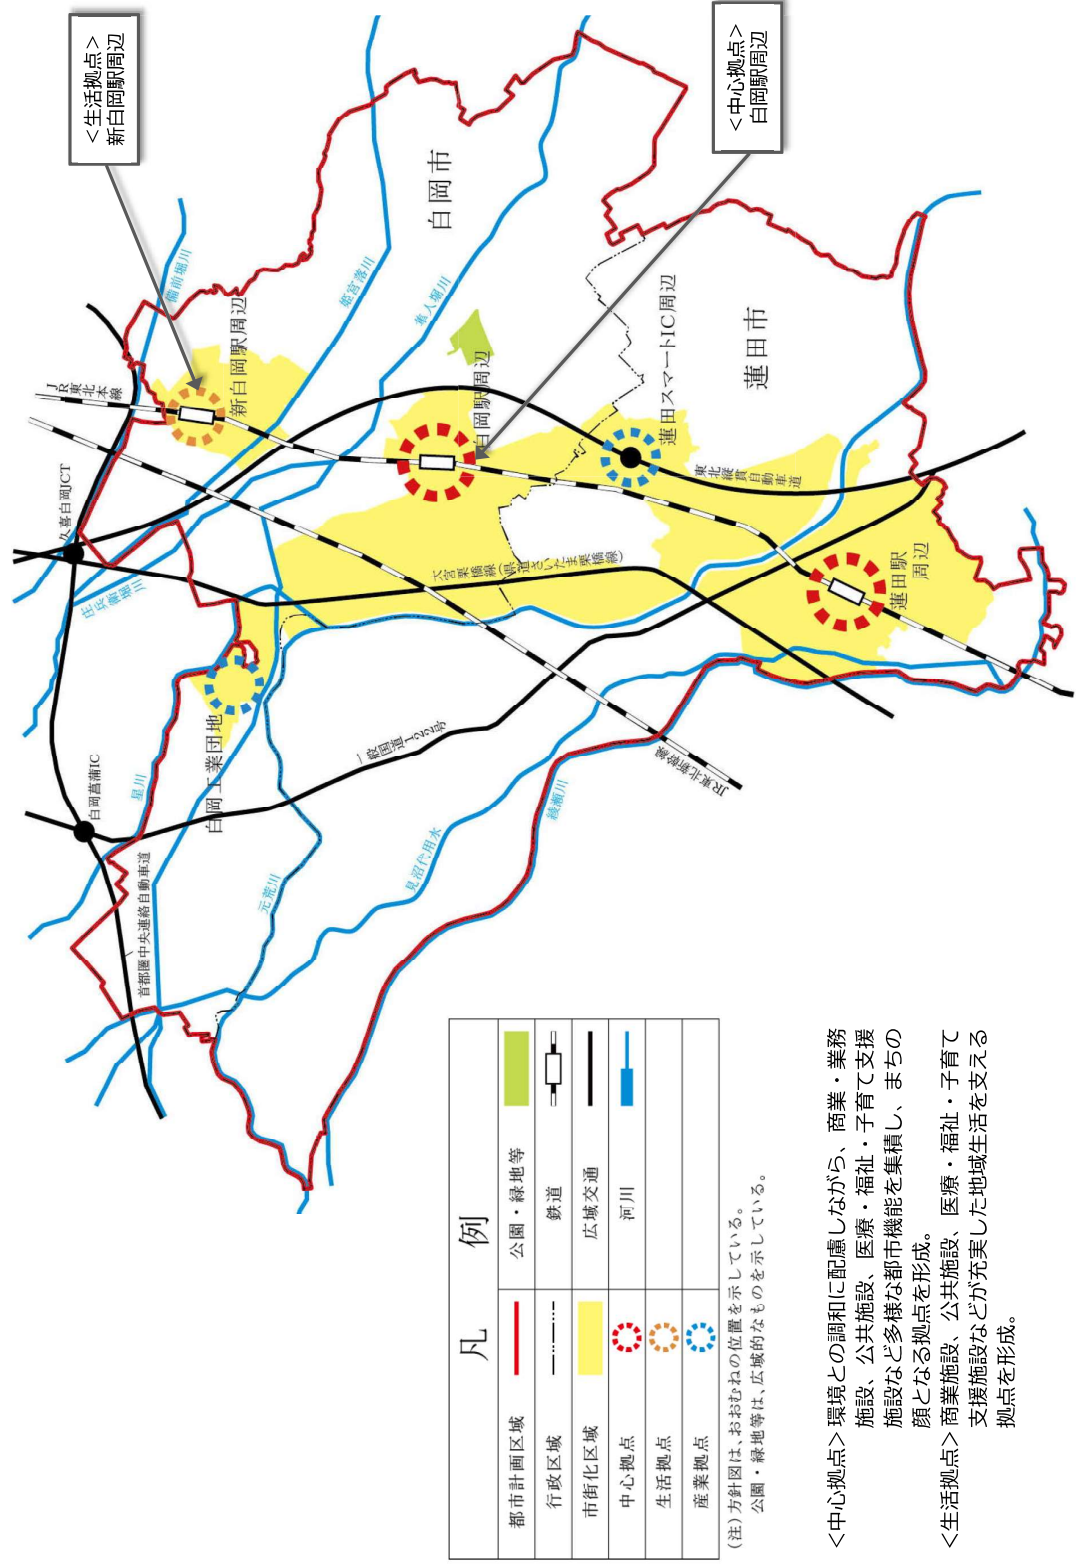 <生活拠点>
新白岡駅周辺
<中心拠点>
白岡駅周辺
白岡市
蓮田市
備前堀川
姫宮落川
隼人堀川
庄兵衛堀川
星川
元荒川
見沼代用水
綾瀬川
JR東北本線
久喜白岡JCT
白岡菖蒲IC
首都圏中央連絡自動車道
新白岡駅周辺
白岡駅周辺
蓮田スマートIC周辺
東北縦貫自動車道
大宮栗橋線(県道さいたま栗橋線)
白岡工業団地
一般国道122号
JR東北新幹線
蓮田駅
周辺
凡 例
都市計画区域
公園・緑地等
行政区域
鉄道
市街化区域
広域交通
中心拠点
河川
生活拠点
産業拠点
(注)方針図は、おおむねの位置を示している。
公園・緑地等は、広域的なものを示している。
<中心拠点>環境との調和に配慮しながら、商業・業務
施設、公共施設、医療・福祉・子育て支援
施設など多様な都市機能を集積し、まちの
顔となる拠点を形成。
<生活拠点>商業施設、公共施設、医療・福祉・子育て
支援施設などが充実した地域生活を支える
拠点を形成。